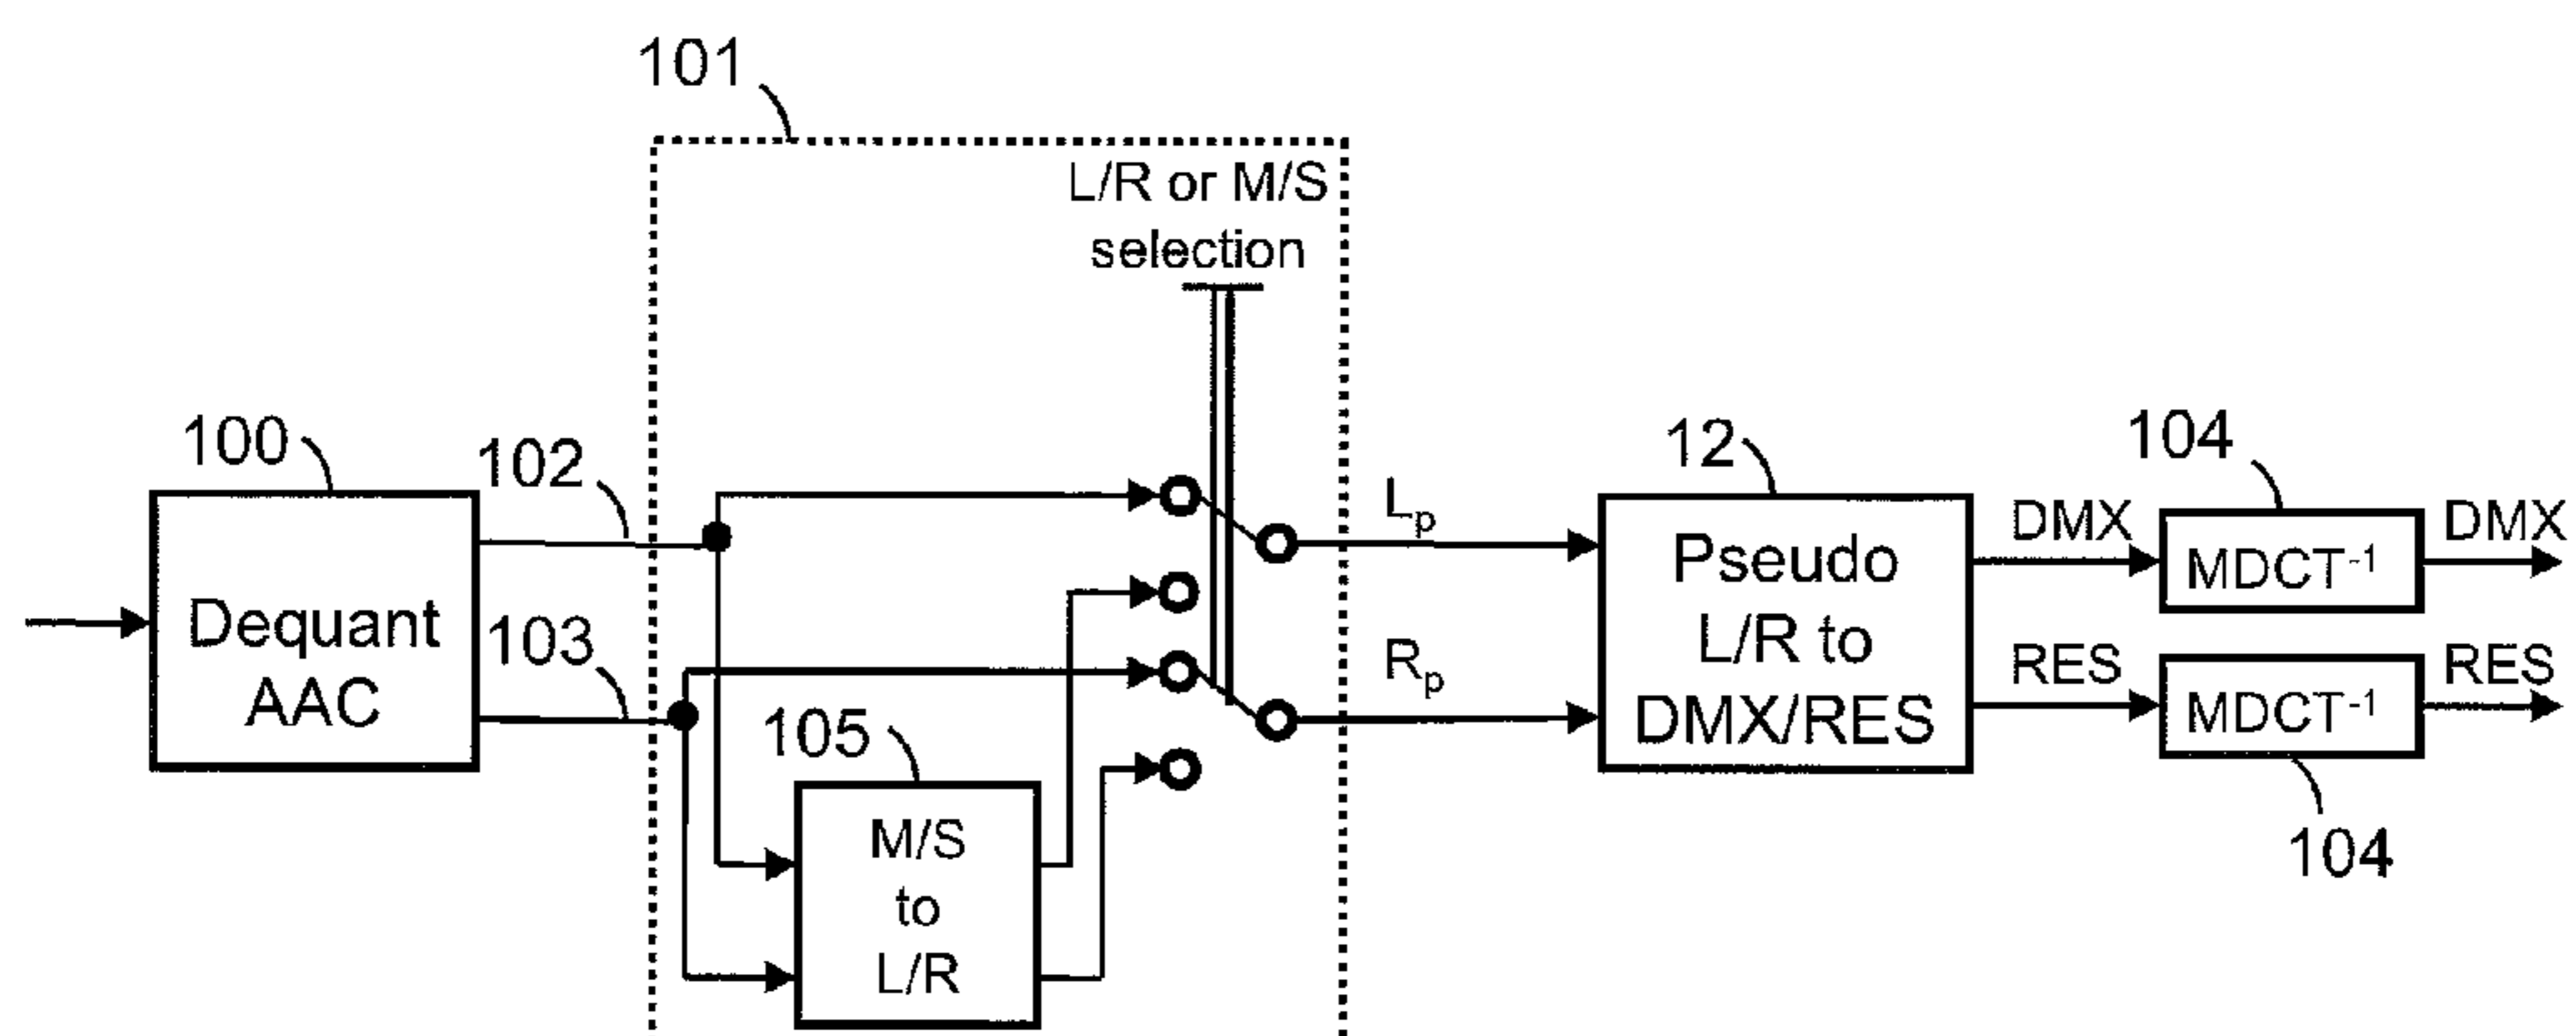 101
L/R or M/S
selection
100
102
103
Dequant
AAC
105
M/S
to
L/R
Lp
Rp
12
Pseudo
L/R to
DMX/RES
DMX
RES
104
MDCT-1
DMX
MDCT-1
RES
104